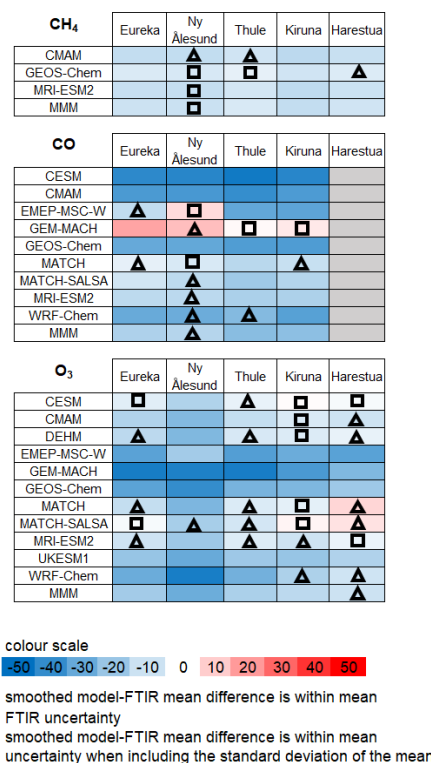 CH4 Eureka Ny Ålesund Thule Kiruna Harestua
CMAM
GEOS-Chem
MRI-ESM2
MMM
CO Eureka Ny Ålesund Thule Kiruna Harestua
CESM
CMAM
EMEP-MSC-W
GEM-MACH
GEOS-Chem
MATCH
MATCH-SALSA
MRI-ESM2
WRF-Chem
MMM
O3 Eureka Ny Ålesund Thule Kiruna Harestua
CESM
CMAM
DEHM
EMEP-MSC-W
GEM-MACH
GEOS-Chem
MATCH
MATCH-SALSA
MRI-ESM2
UKESM1
WRF-Chem
MMM
colour scale
-50 -40 -30 -20 -10 0 10 20 30 40 50
smoothed model-FTIR mean difference is within mean
FTIR uncertainty
smoothed model-FTIR mean difference is within mean
uncertainty when including the standard deviation of the mean